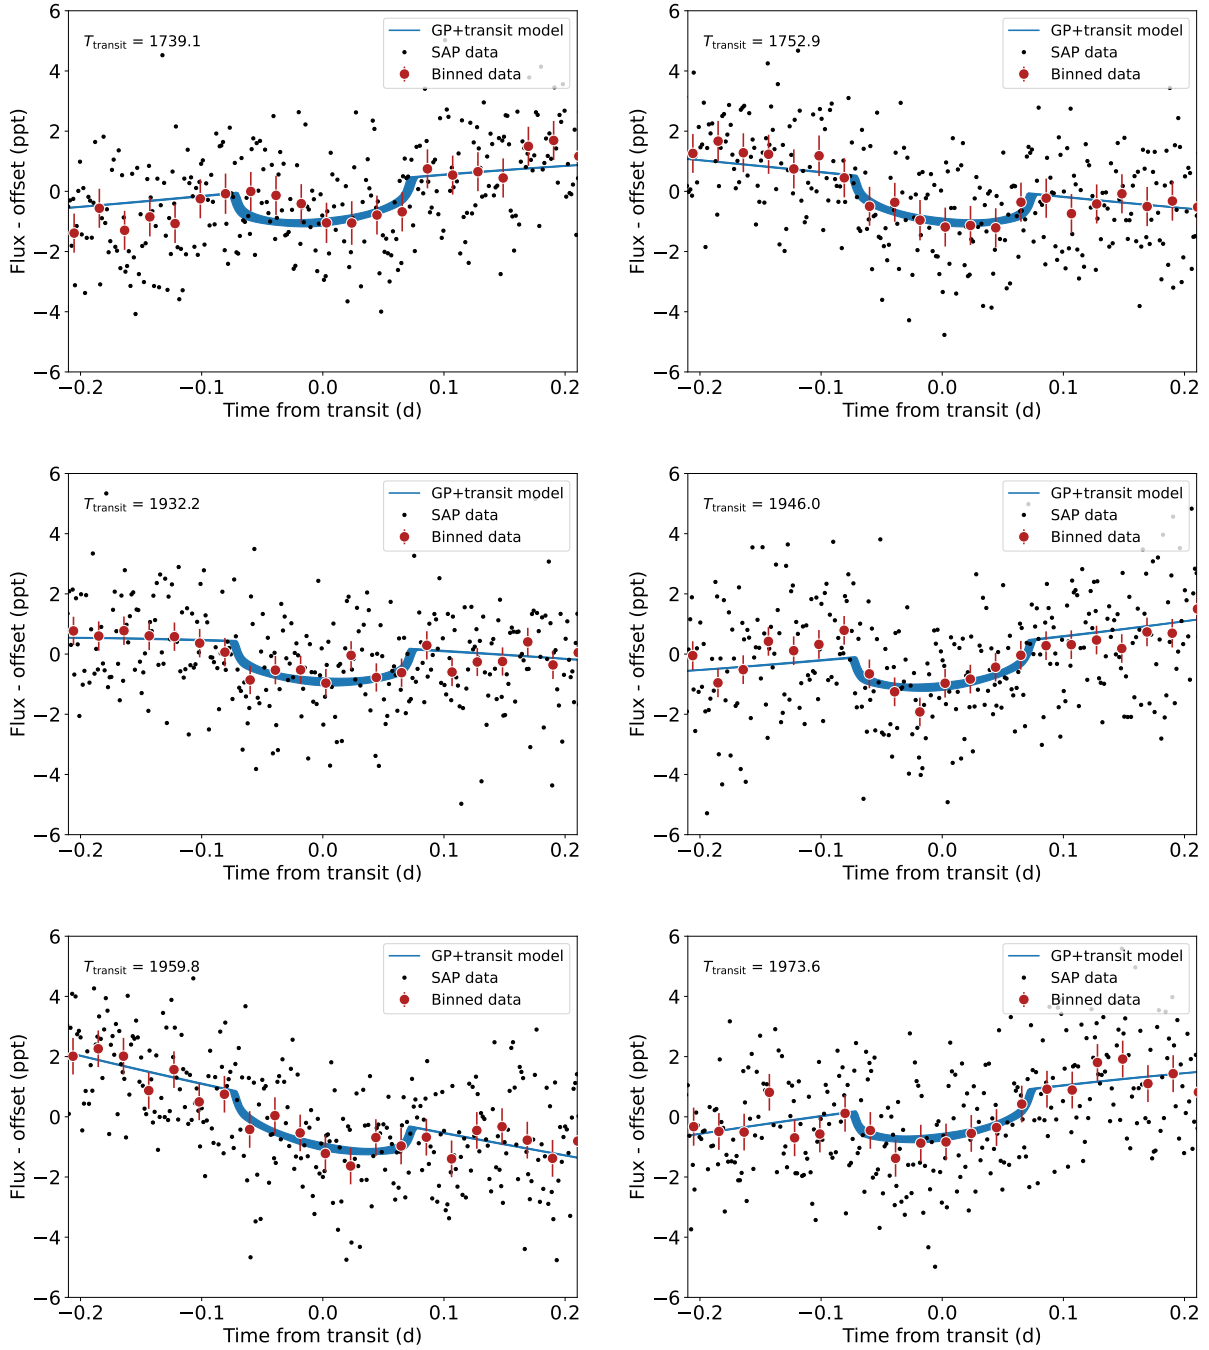 6
4
2
0
−2
−4
−6
Flux - offset (ppt)
T_transit = 1739.1
GP+transit model
SAP data
Binned data
−0.2
−0.1
0.0
0.1
0.2
Time from transit (d)
6
4
2
0
−2
−4
−6
Flux - offset (ppt)
T_transit = 1752.9
GP+transit model
SAP data
Binned data
−0.2
−0.1
0.0
0.1
0.2
Time from transit (d)
6
4
2
0
−2
−4
−6
Flux - offset (ppt)
T_transit = 1932.2
GP+transit model
SAP data
Binned data
−0.2
−0.1
0.0
0.1
0.2
Time from transit (d)
6
4
2
0
−2
−4
−6
Flux - offset (ppt)
T_transit = 1946.0
GP+transit model
SAP data
Binned data
−0.2
−0.1
0.0
0.1
0.2
Time from transit (d)
6
4
2
0
−2
−4
−6
Flux - offset (ppt)
T_transit = 1959.8
GP+transit model
SAP data
Binned data
−0.2
−0.1
0.0
0.1
0.2
Time from transit (d)
6
4
2
0
−2
−4
−6
Flux - offset (ppt)
T_transit = 1973.6
GP+transit model
SAP data
Binned data
−0.2
−0.1
0.0
0.1
0.2
Time from transit (d)